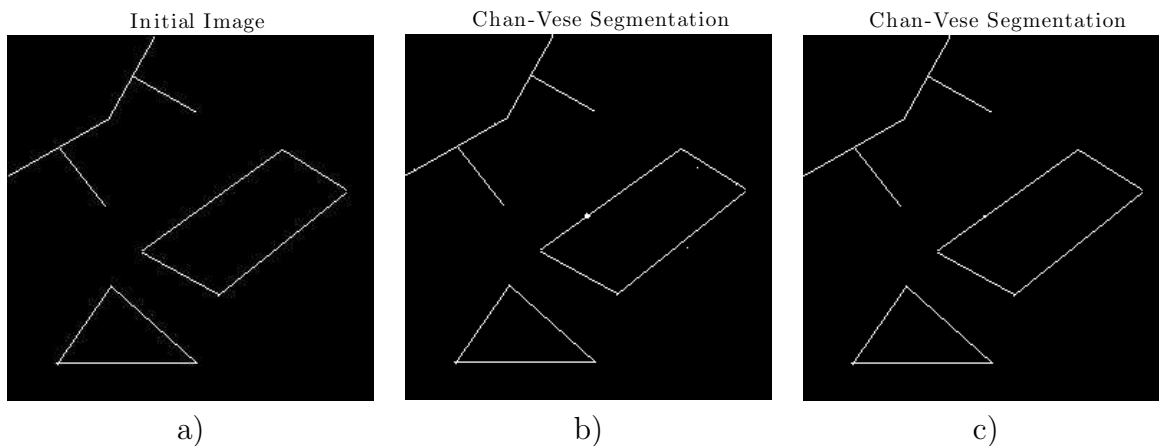 Initial Image
Chan-Vese Segmentation
Chan-Vese Segmentation
a)
b)
c)